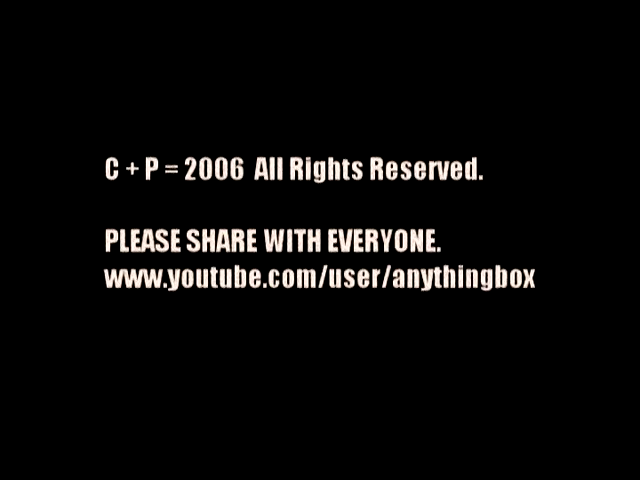 C + P = 2006 All Rights Reserved.
PLEASE SHARE WITH EVERYONE.
www.youtube.com/user/anythingbox